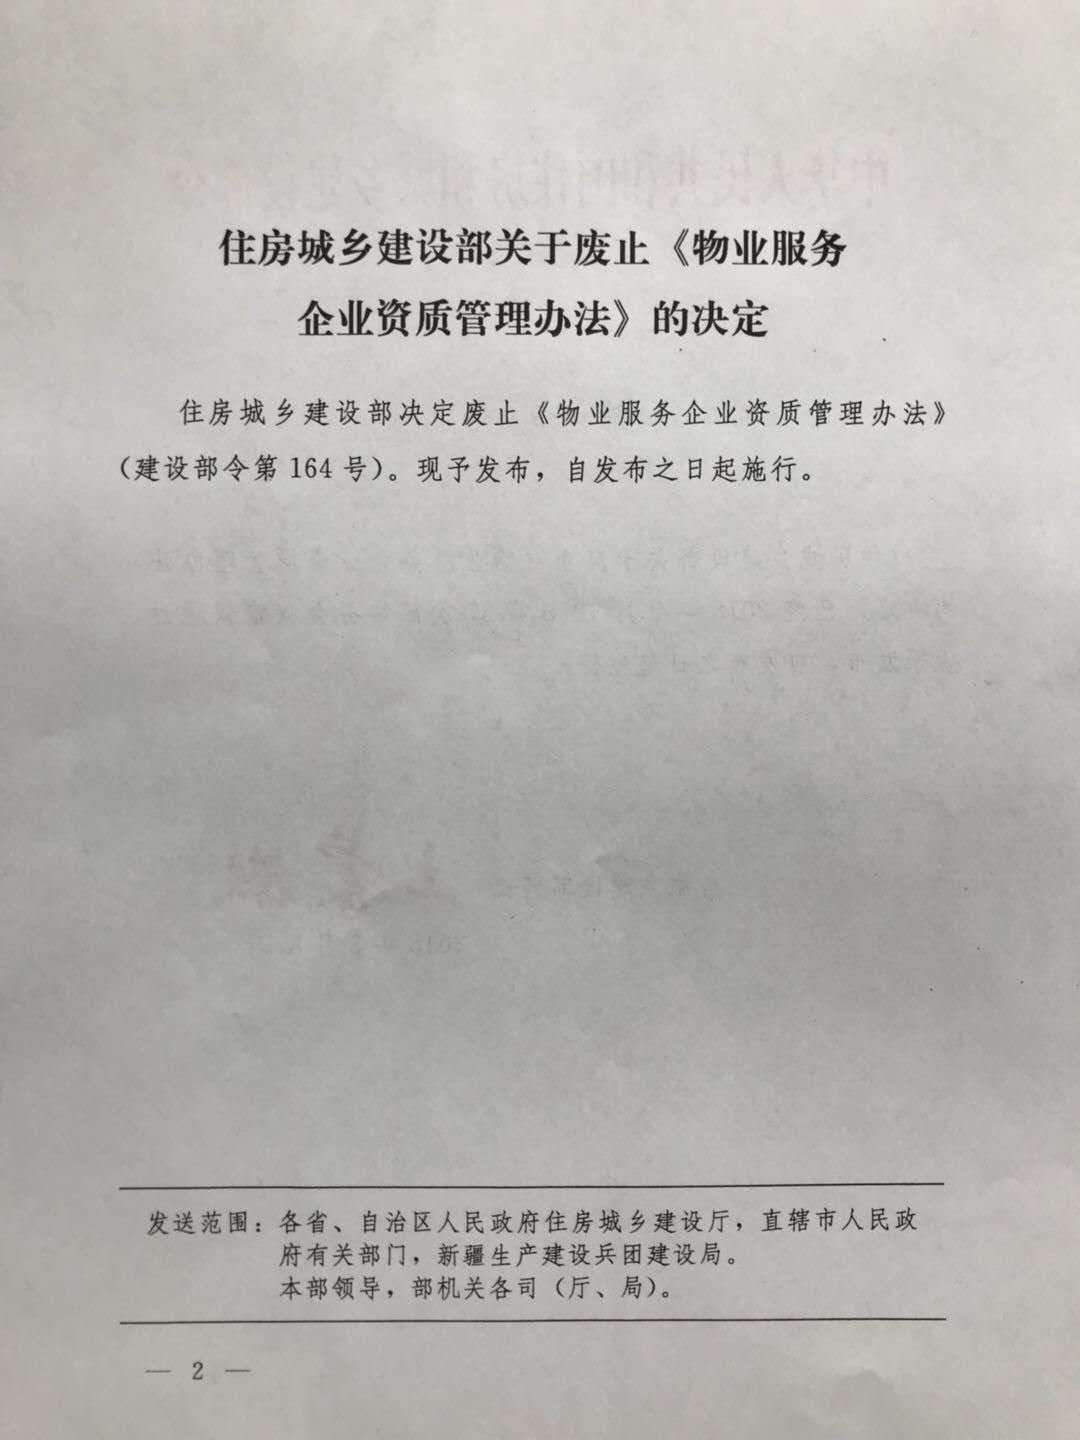 住房城乡建设部关于废止《物业服务
企业资质管理办法》的决定
住房城乡建设部决定废止《物业服务企业资质管理办法》
（建设部令第 164 号）。现予发布，自发布之日起施行。
发送范围：各省、自治区人民政府住房城乡建设厅，直辖市人民政
府有关部门，新疆生产建设兵团建设局。
本部领导，部机关各司（厅、局）。
— 2 —